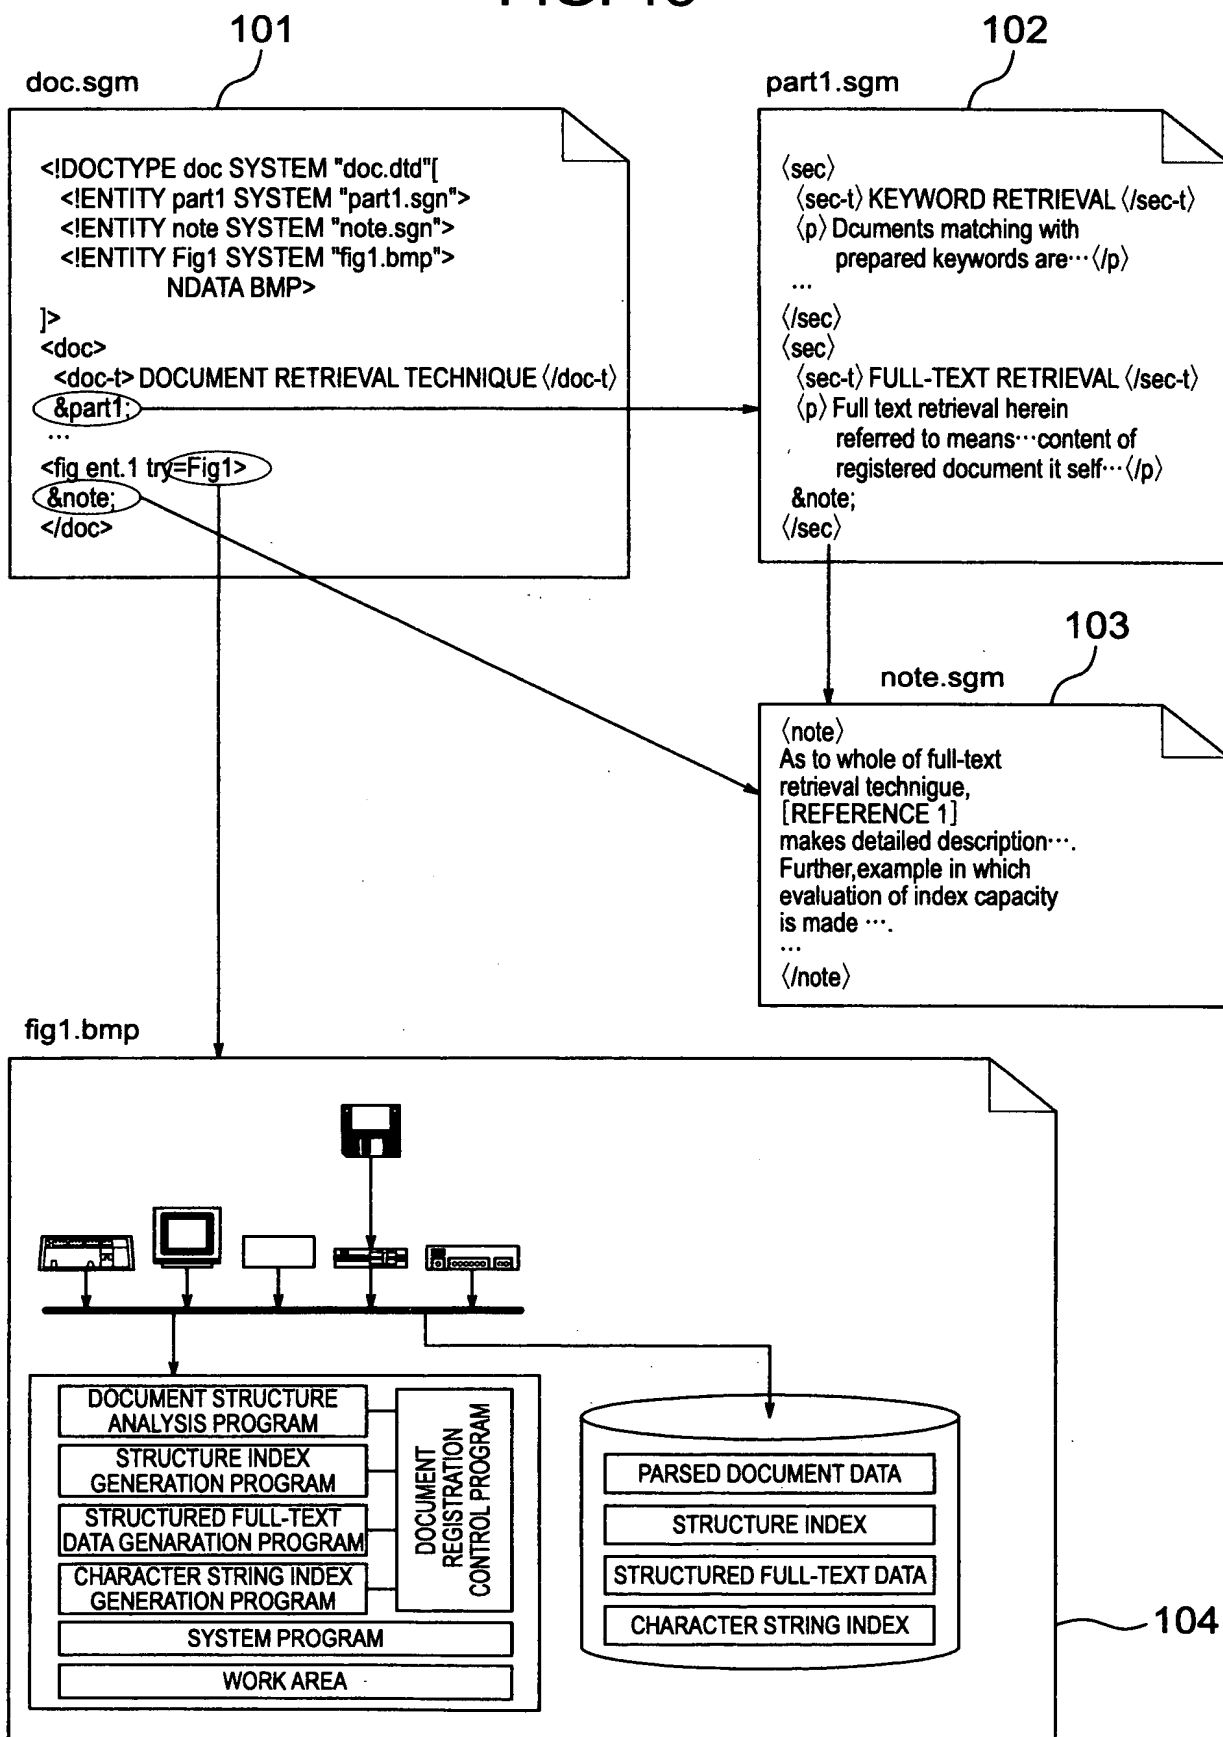 101
doc.sgm
<!DOCTYPE doc SYSTEM "doc.dtd"[
<!ENTITY part1 SYSTEM "part1.sgn">
<!ENTITY note SYSTEM "note.sgn">
<!ENTITY Fig1 SYSTEM "fig1.bmp">
NDATA BMP>
]>
<doc>
<doc-t> DOCUMENT RETRIEVAL TECHNIQUE 〈/doc-t〉
&part1;
...
<fig ent.1 try=Fig1>
&note;
</doc>
102
part1.sgm
〈sec〉
〈sec-t〉 KEYWORD RETRIEVAL 〈/sec-t〉
〈p〉 Dcuments matching with
prepared keywords are··· 〈/p〉
...
〈/sec〉
〈sec〉
〈sec-t〉 FULL-TEXT RETRIEVAL 〈/sec-t〉
〈p〉 Full text retrieval herein
referred to means···content of
registered document it self··· 〈/p〉
&note;
〈/sec〉
103
note.sgm
〈note〉
As to whole of full-text
retrieval technigue,
[REFERENCE 1]
makes detailed description···.
Further,example in which
evaluation of index capacity
is made ···.
...
〈/note〉
fig1.bmp
DOCUMENT STRUCTURE
ANALYSIS PROGRAM
STRUCTURE INDEX
GENERATION PROGRAM
STRUCTURED FULL-TEXT
DATA GENARATION PROGRAM
CHARACTER STRING INDEX
GENERATION PROGRAM
DOCUMENT
REGISTRATION
CONTROL PROGRAM
SYSTEM PROGRAM
WORK AREA
PARSED DOCUMENT DATA
STRUCTURE INDEX
STRUCTURED FULL-TEXT DATA
CHARACTER STRING INDEX
104